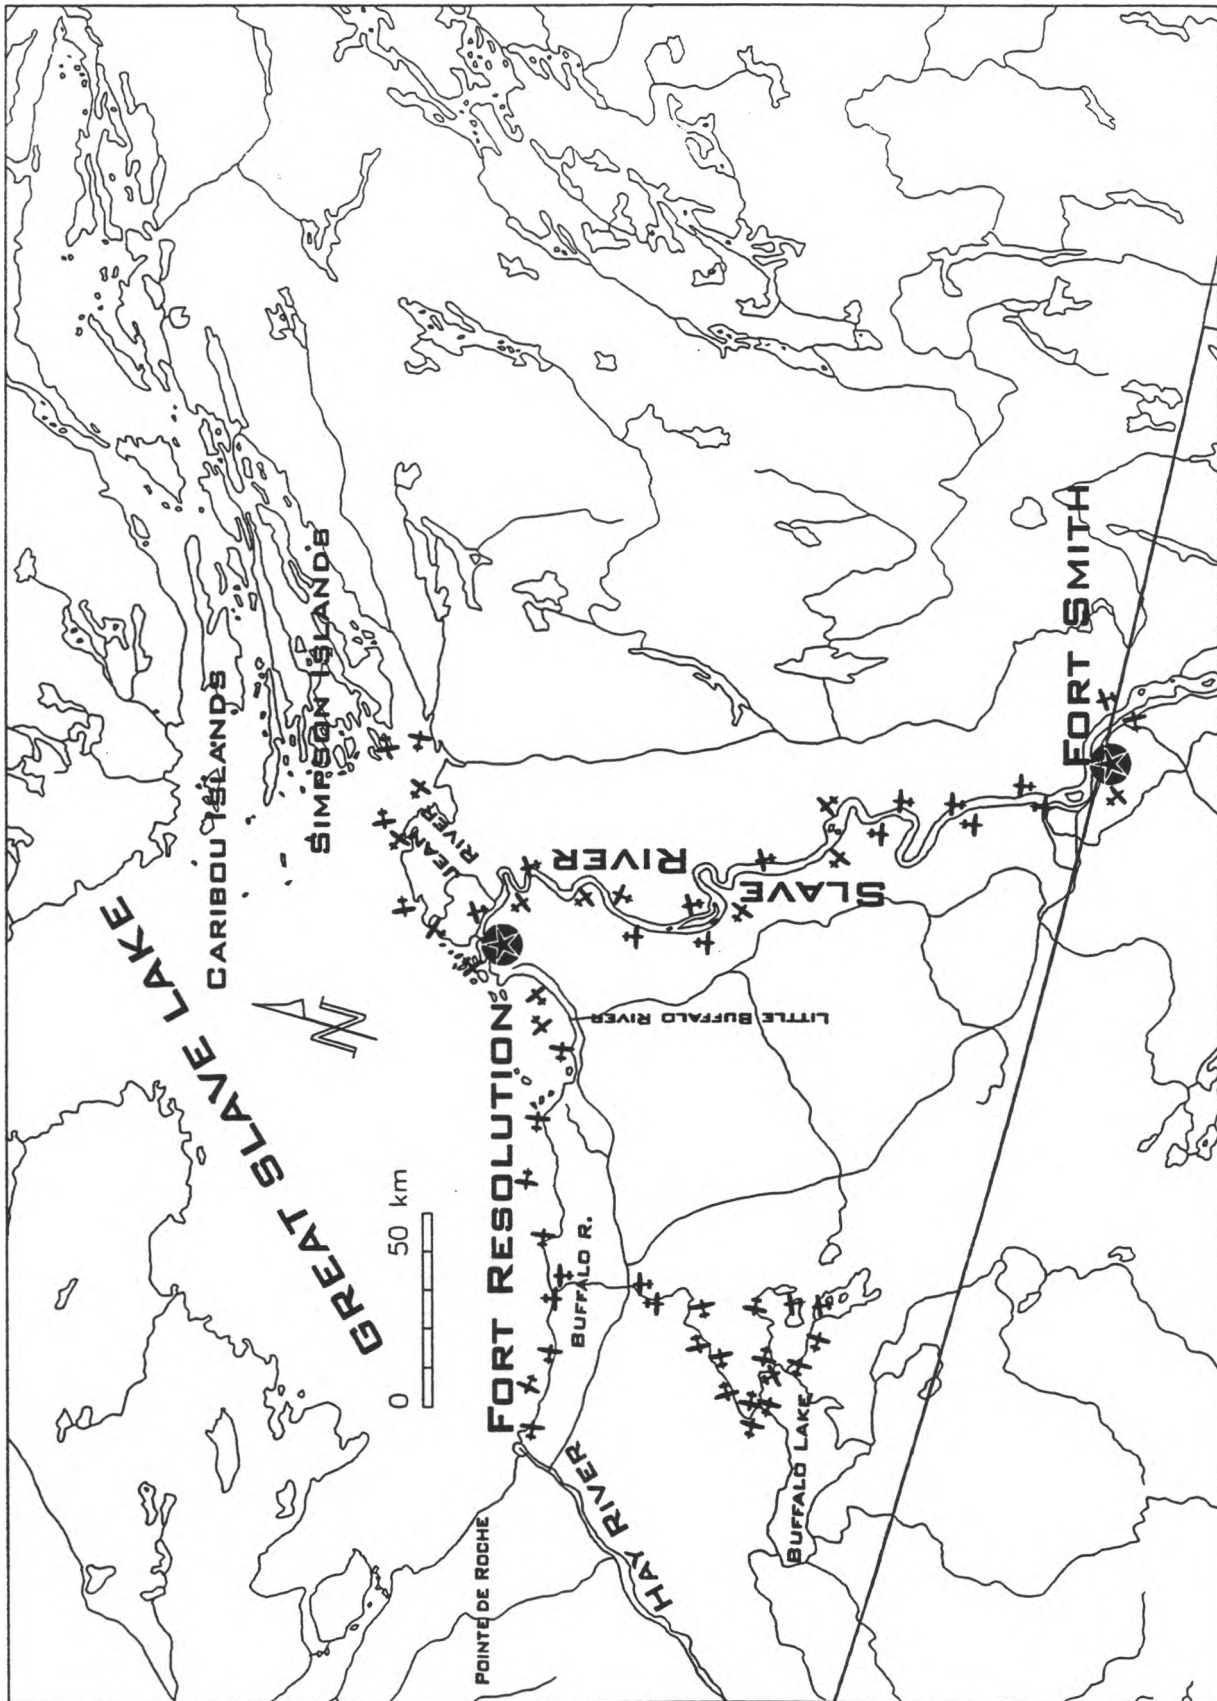 GREAT SLAVE LAKE
CARIBOU ISLANDS
SIMPSON ISLANDS
N
0 50 km
JEAN
RIVER
FORT RESOLUTION
SLAVE
RIVER
LITTLE BUFFALO RIVER
BUFFALO R.
POINTE DE ROCHE
HAY RIVER
BUFFALO LAKE
FORT SMITH